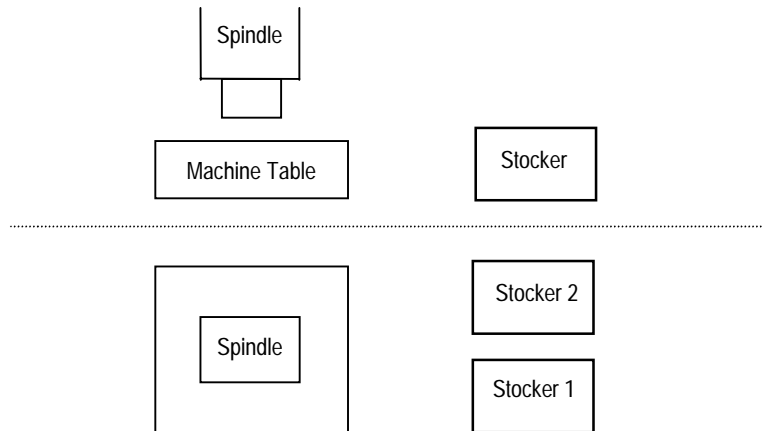 Spindle
Machine Table
Stocker
Spindle
Stocker 2
Stocker 1